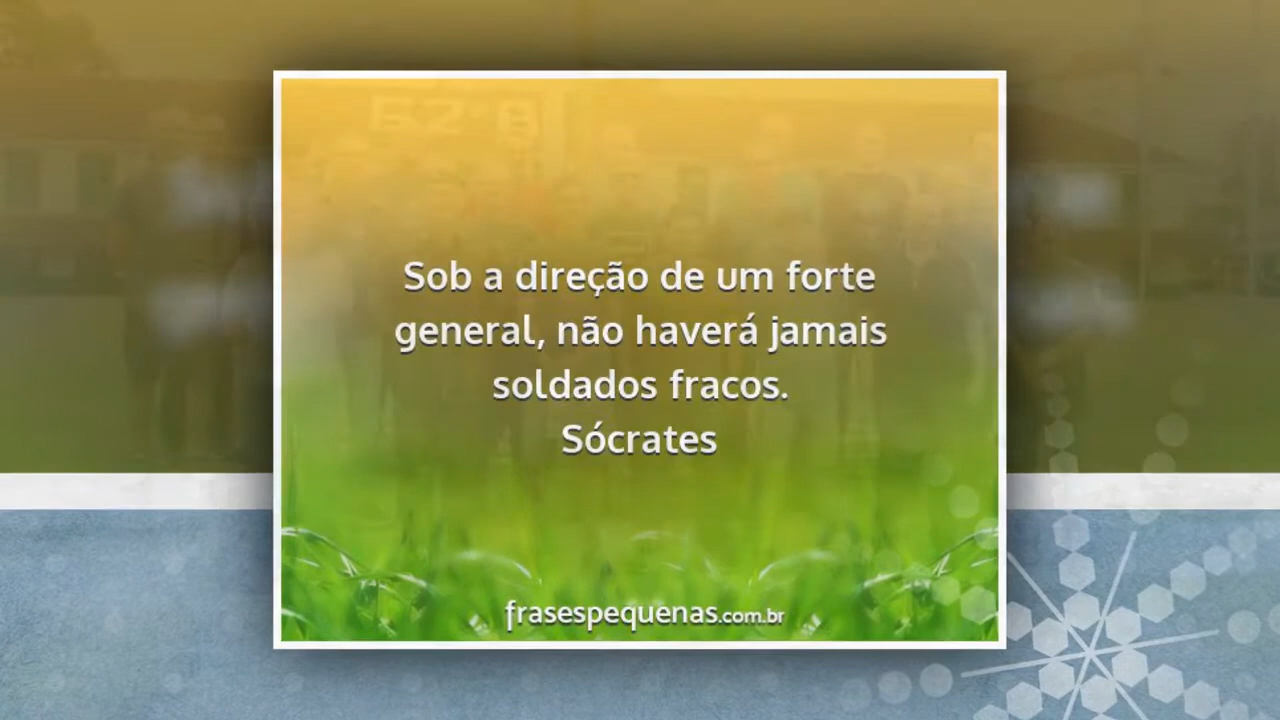 Sob a direção de um forte
general, não haverá jamais
soldados fracos.
Sócrates
frasespequenas.com.br